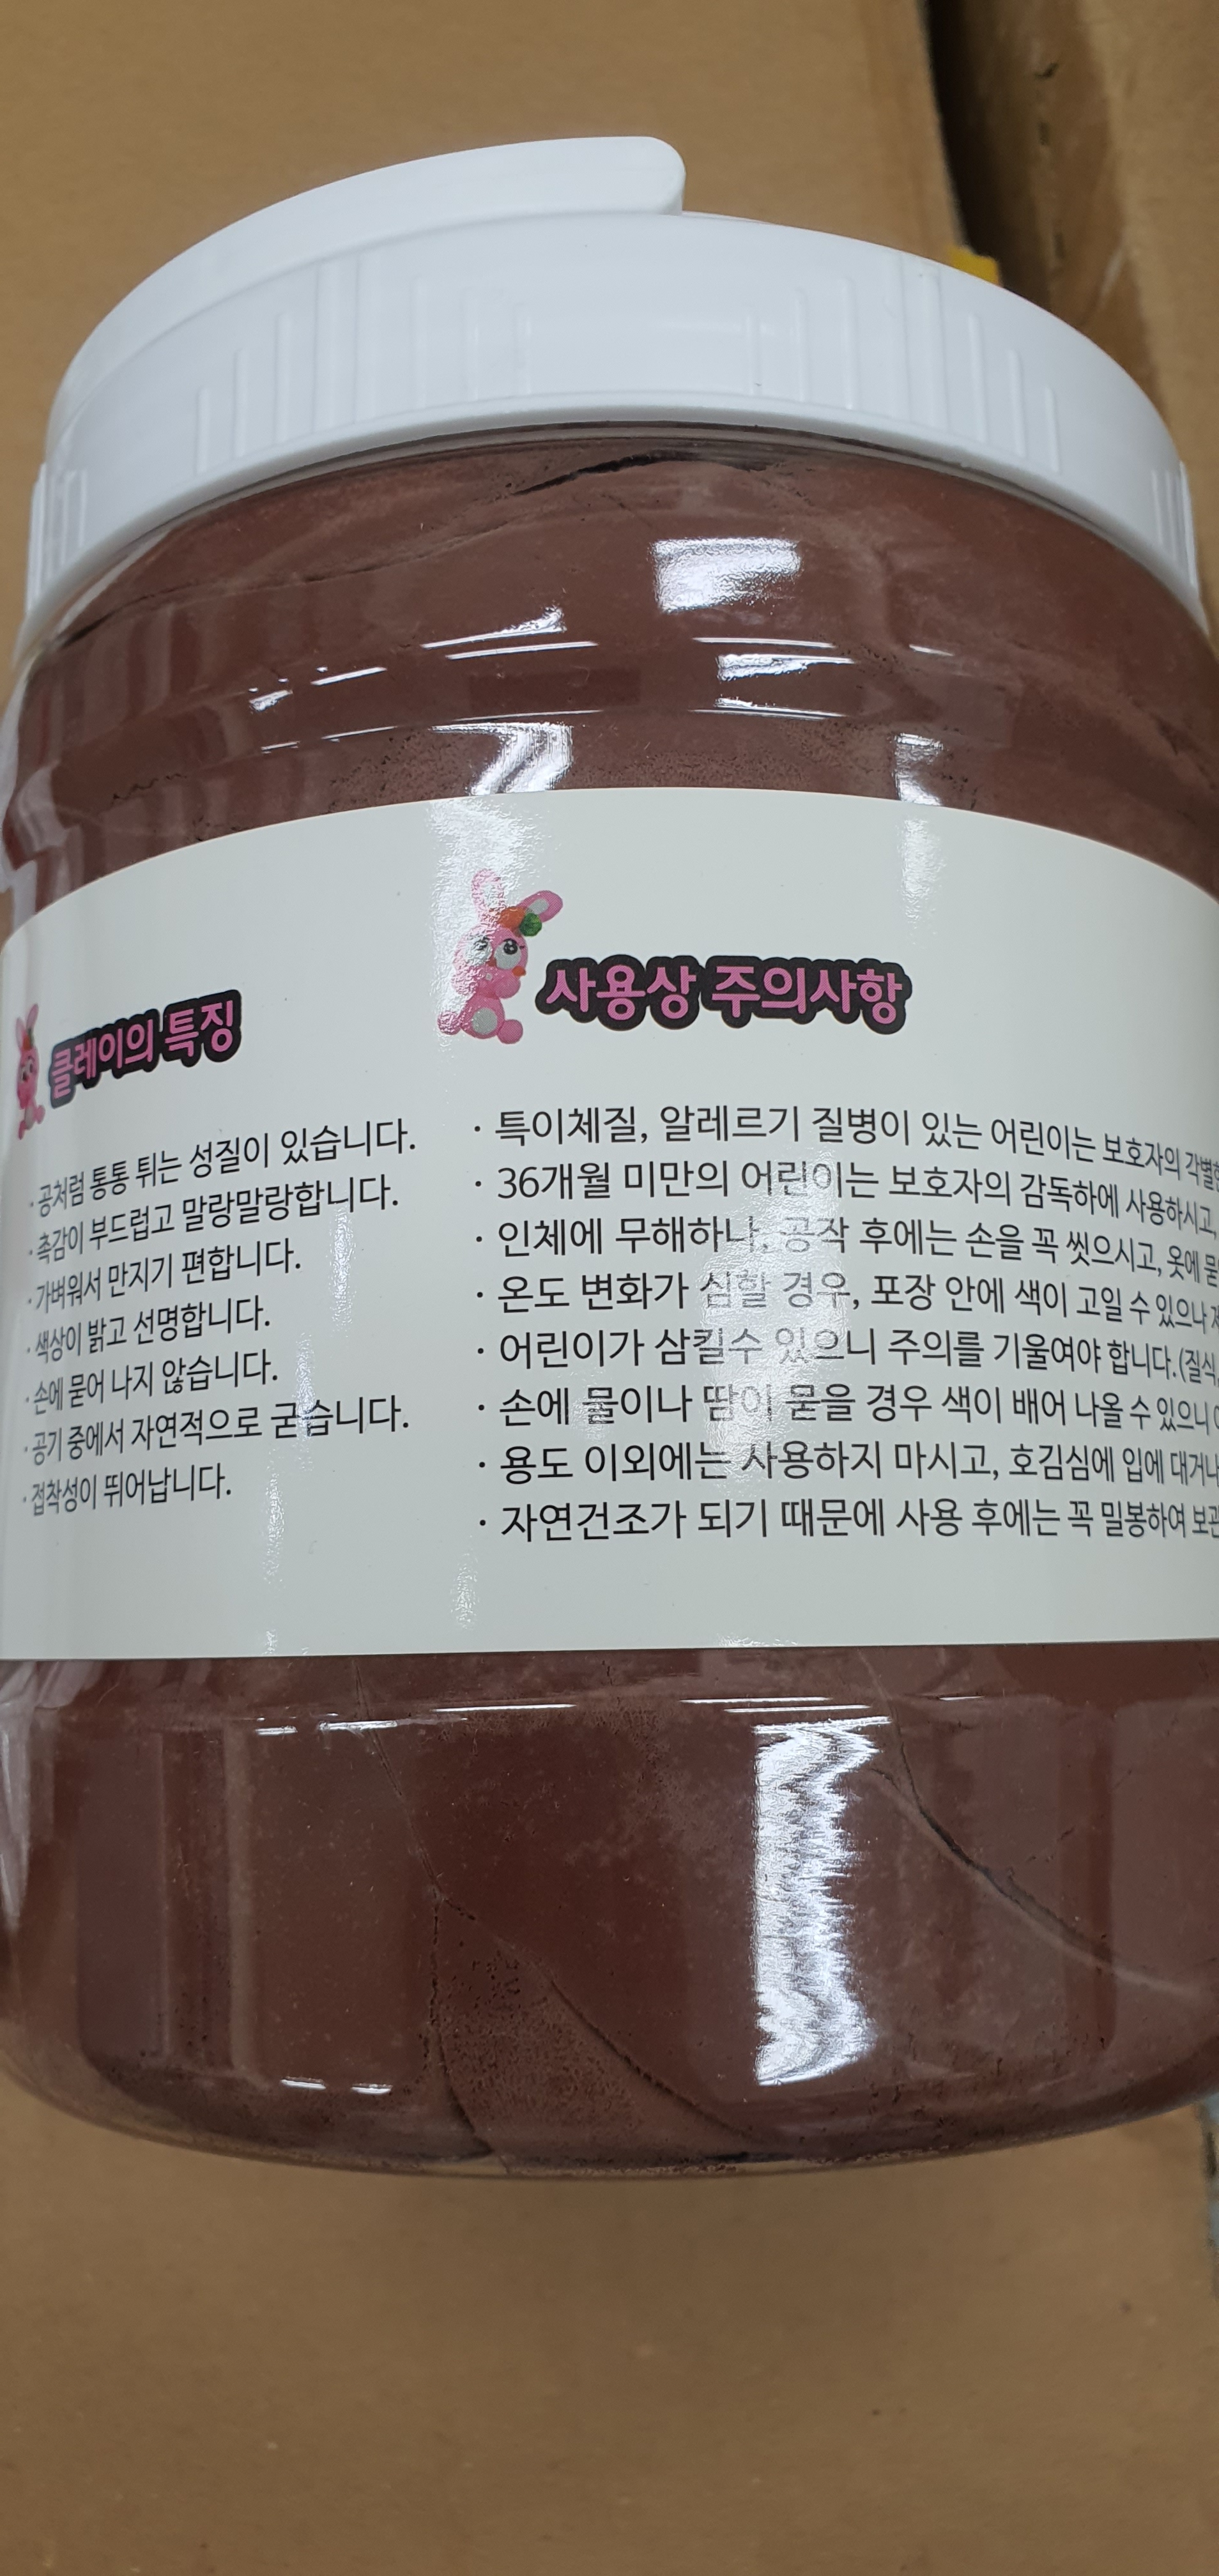 클레이의 특징
· 공처럼 통통 튀는 성질이 있습니다.
· 촉감이 부드럽고 말랑말랑합니다.
· 가벼워서 만지기 편합니다.
· 색상이 밝고 선명합니다.
· 손에 묻어 나지 않습니다.
· 공기 중에서 자연적으로 굳습니다.
· 접착성이 뛰어납니다.
사용상 주의사항
· 특이체질, 알레르기 질병이 있는 어린이는 보호자의
· 36개월 미만의 어린이는 보호자의 감독하에 사용하시고,
· 인체에 무해하나, 공작 후에는 손을 꼭 씻으시고, 옷에
· 온도 변화가 심할 경우, 포장 안에 색이 고일 수 있으나
· 어린이가 삼킬수 있으니 주의를 기울여야 합니다.(질식,
· 손에 물이나 땀이 묻을 경우 색이 배어 나올 수 있으니
· 용도 이외에는 사용하지 마시고, 호김심에 입에 대거나
· 자연건조가 되기 때문에 사용 후에는 꼭 밀봉하여